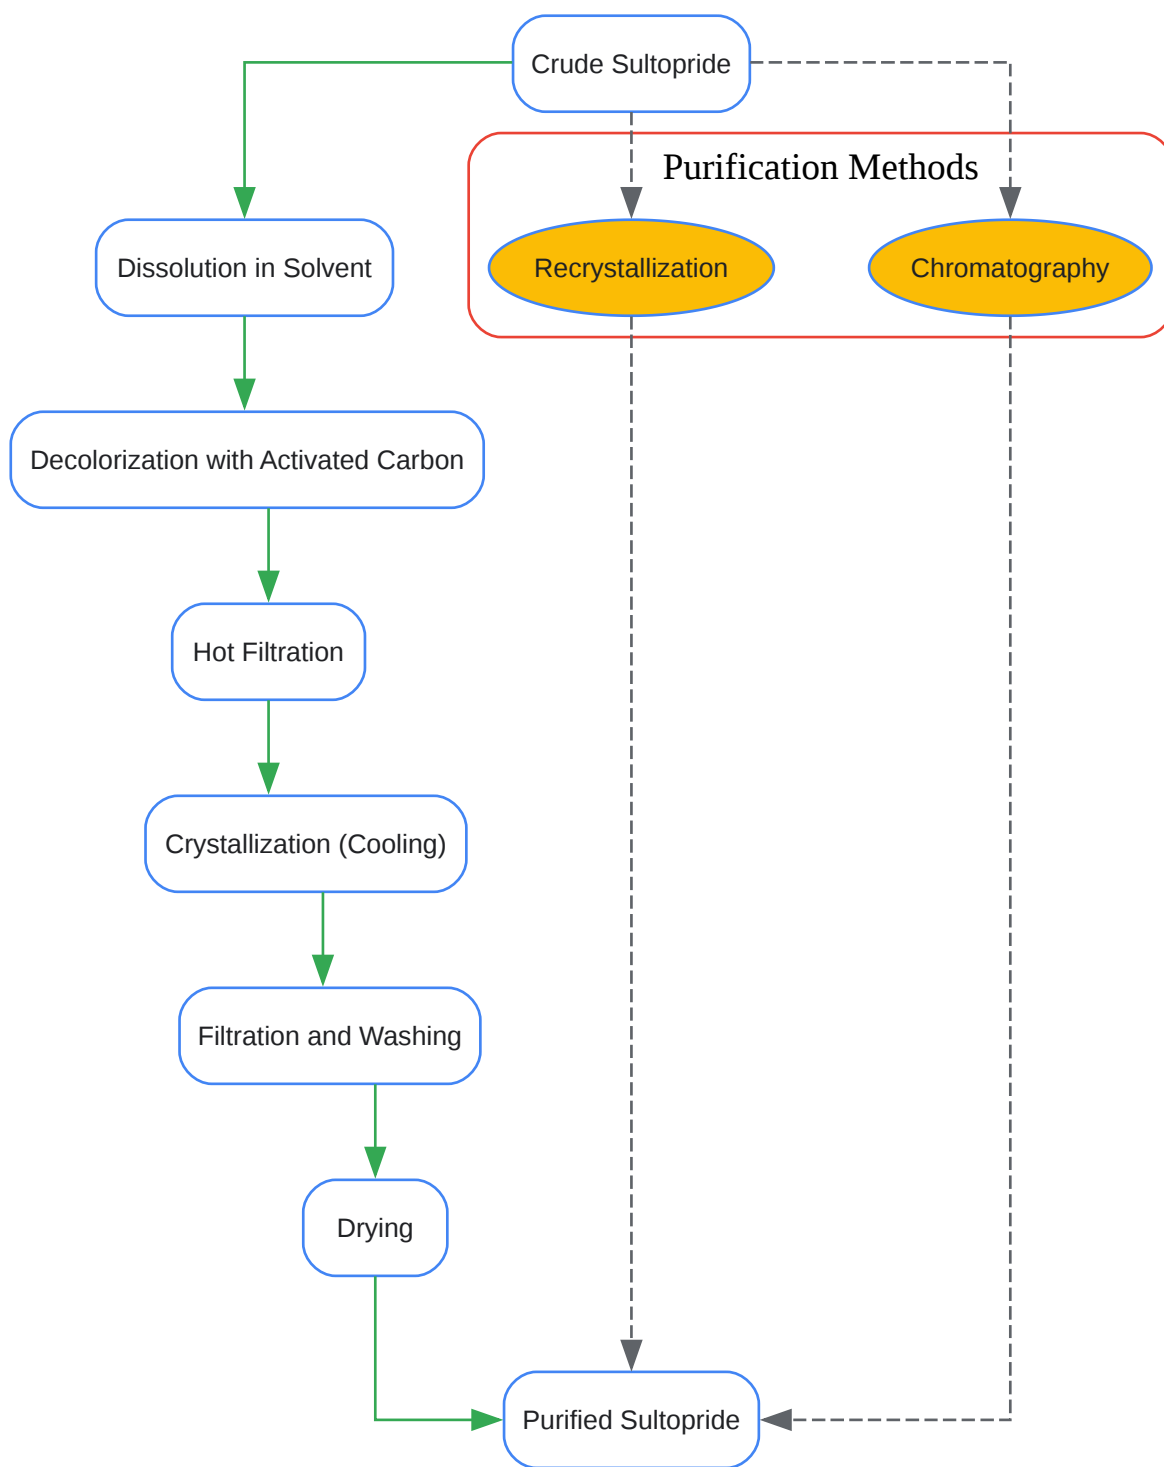 Crude Sultopride
Purification Methods
Dissolution in Solvent
Recrystallization
Chromatography
Decolorization with Activated Carbon
Hot Filtration
Crystallization (Cooling)
Filtration and Washing
Drying
Purified Sultopride